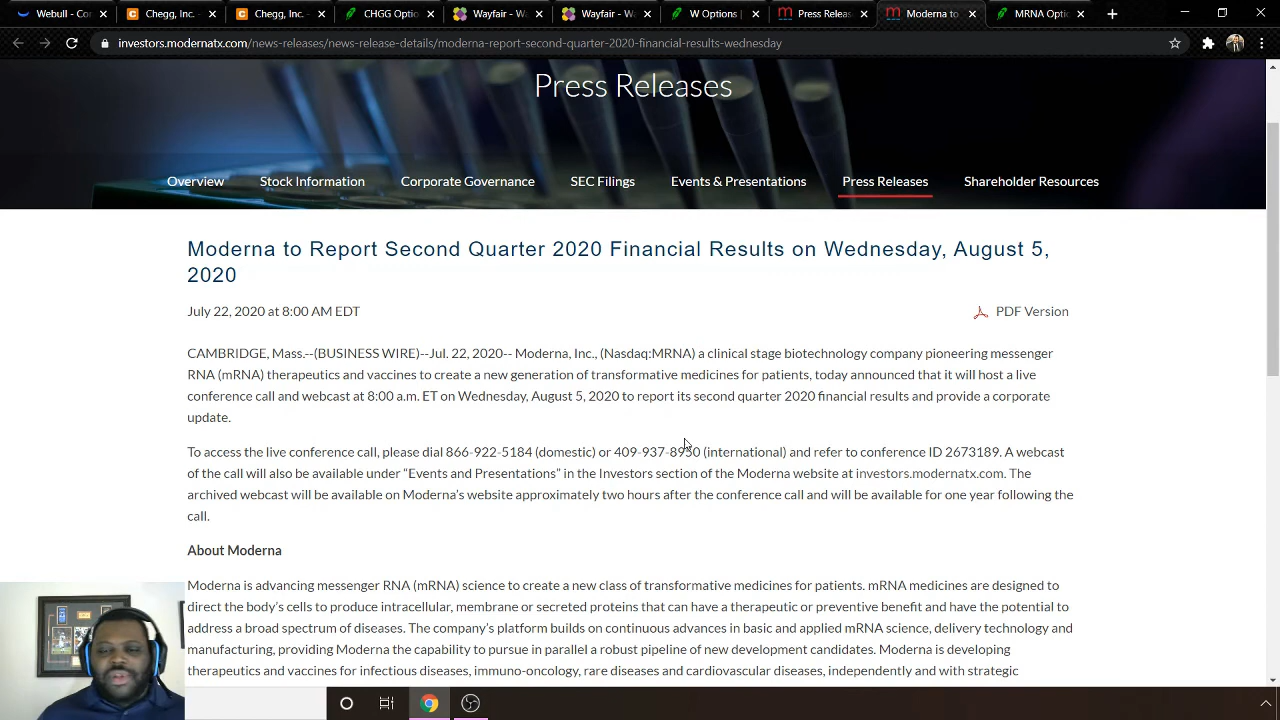 Webull - Co
Chegg, Inc.
Chegg, Inc. -
CHGG Optio
Wayfair - Wa
Wayfair - We
W Options |
Press Releas
Moderna to
MRNA Optio
investors.modernatx.com/news-releases/news-release-details/moderna-report-second-quarter-2020-financial-results-wednesday
Press Releases
Overview
Stock Information
Corporate Governance
SEC Filings
Events & Presentations
Press Releases
Shareholder Resources
Moderna to Report Second Quarter 2020 Financial Results on Wednesday, August 5,
2020
July 22, 2020 at 8:00 AM EDT
PDF Version
CAMBRIDGE, Mass.--(BUSINESS WIRE)--Jul. 22, 2020-- Moderna, Inc., (Nasdaq:MRNA) a clinical stage biotechnology company pioneering messenger
RNA (mRNA) therapeutics and vaccines to create a new generation of transformative medicines for patients, today announced that it will host a live
conference call and webcast at 8:00 a.m. ET on Wednesday, August 5, 2020 to report its second quarter 2020 financial results and provide a corporate
update.
To access the live conference call, please dial 866-922-5184 (domestic) or 409-937-8950 (international) and refer to conference ID 2673189. A webcast
of the call will also be available under “Events and Presentations” in the Investors section of the Moderna website at investors.modernatx.com. The
archived webcast will be available on Moderna’s website approximately two hours after the conference call and will be available for one year following the
call.
About Moderna
Moderna is advancing messenger RNA (mRNA) science to create a new class of transformative medicines for patients. mRNA medicines are designed to
direct the body’s cells to produce intracellular, membrane or secreted proteins that can have a therapeutic or preventive benefit and have the potential to
address a broad spectrum of diseases. The company’s platform builds on continuous advances in basic and applied mRNA science, delivery technology and
manufacturing, providing Moderna the capability to pursue in parallel a robust pipeline of new development candidates. Moderna is developing
therapeutics and vaccines for infectious diseases, immuno-oncology, rare diseases and cardiovascular diseases, independently and with strategic